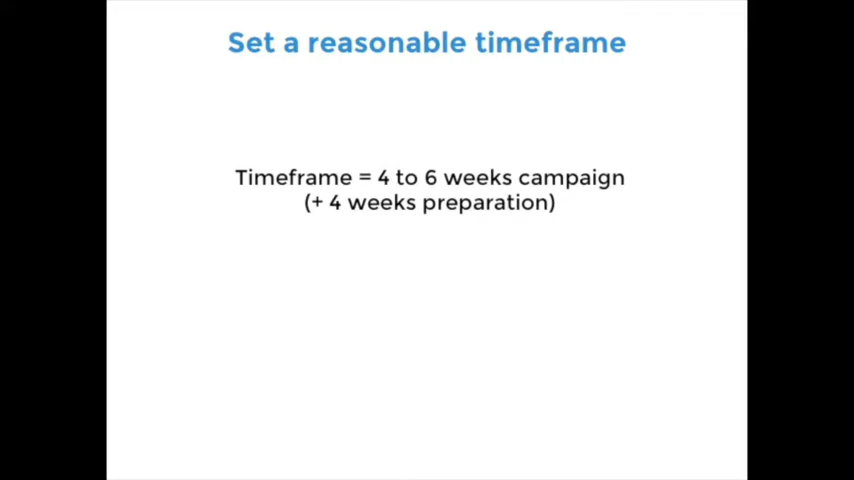 Set a reasonable timeframe
Timeframe = 4 to 6 weeks campaign
(+ 4 weeks preparation)